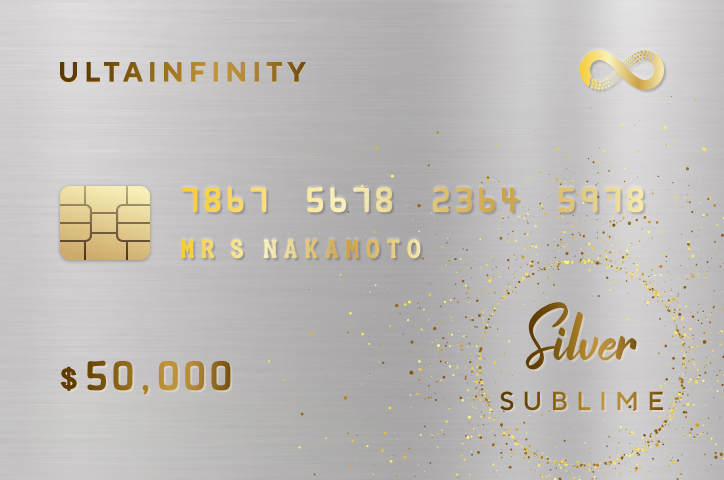 ULTAINFINITY
7867 5678 2364 5978
MR S NAKAMOTO
$50,000
Silver
SUBLIME